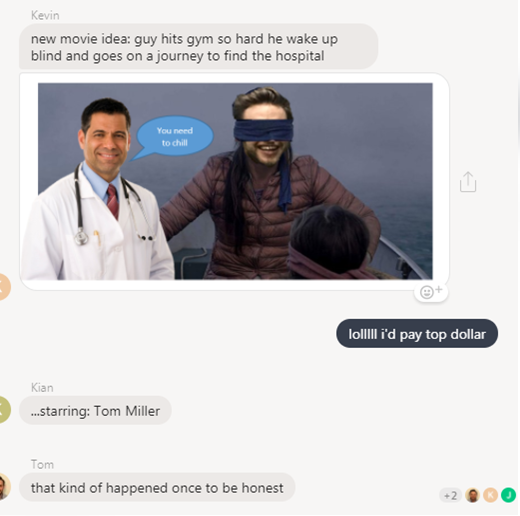 Kevin
new movie idea: guy hits gym so hard he wake up
blind and goes on a journey to find the hospital
You need
to chill
lolllll i'd pay top dollar
Kian
...starring: Tom Miller
Tom
that kind of happened once to be honest
+2 K J